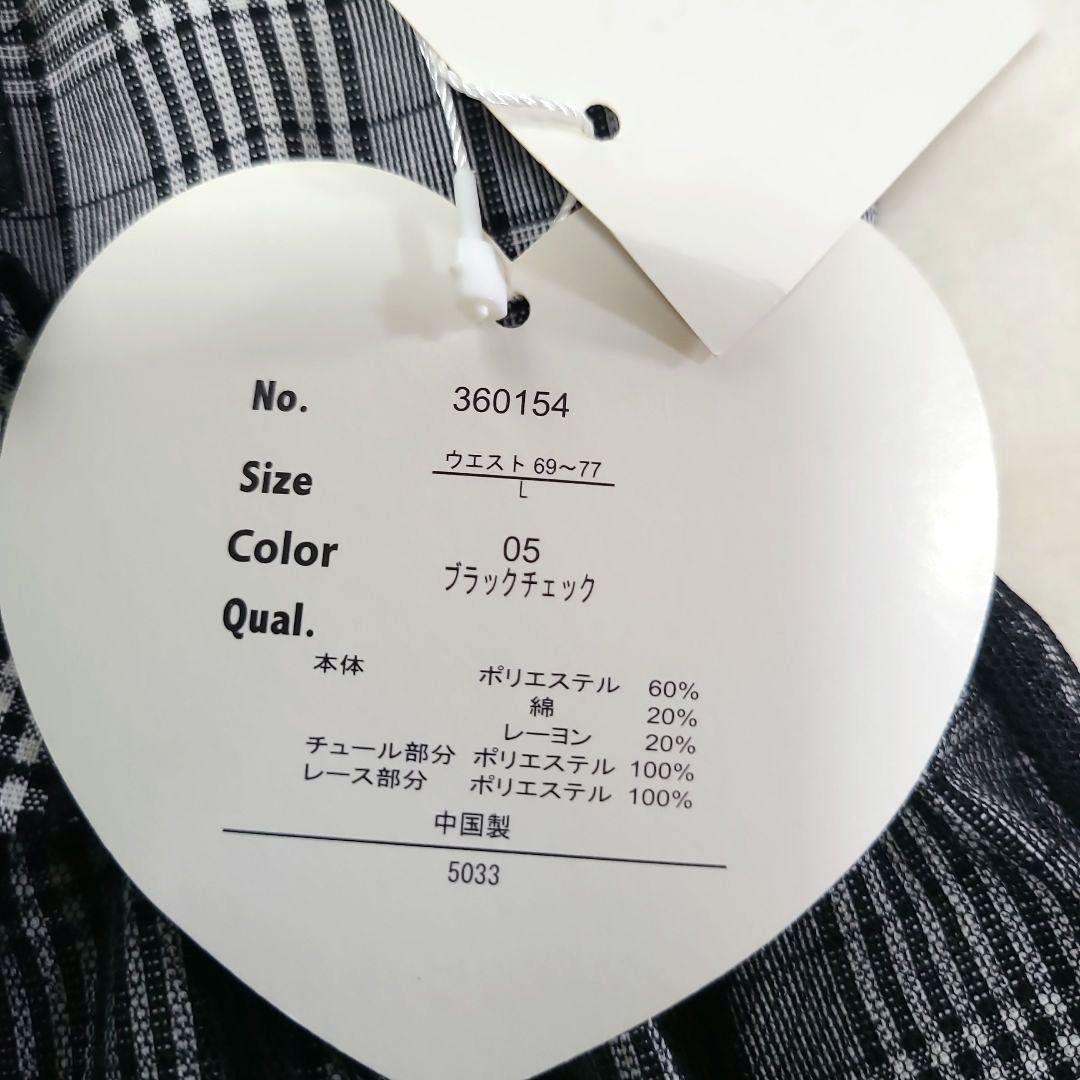 No. 360154
Size ウエスト 69～77
L
Color 05
ブラックチェック
Qual.
本体 ポリエステル 60%
綿 20%
レーヨン 20%
チュール部分 ポリエステル 100%
レース部分 ポリエステル 100%
中国製
5033